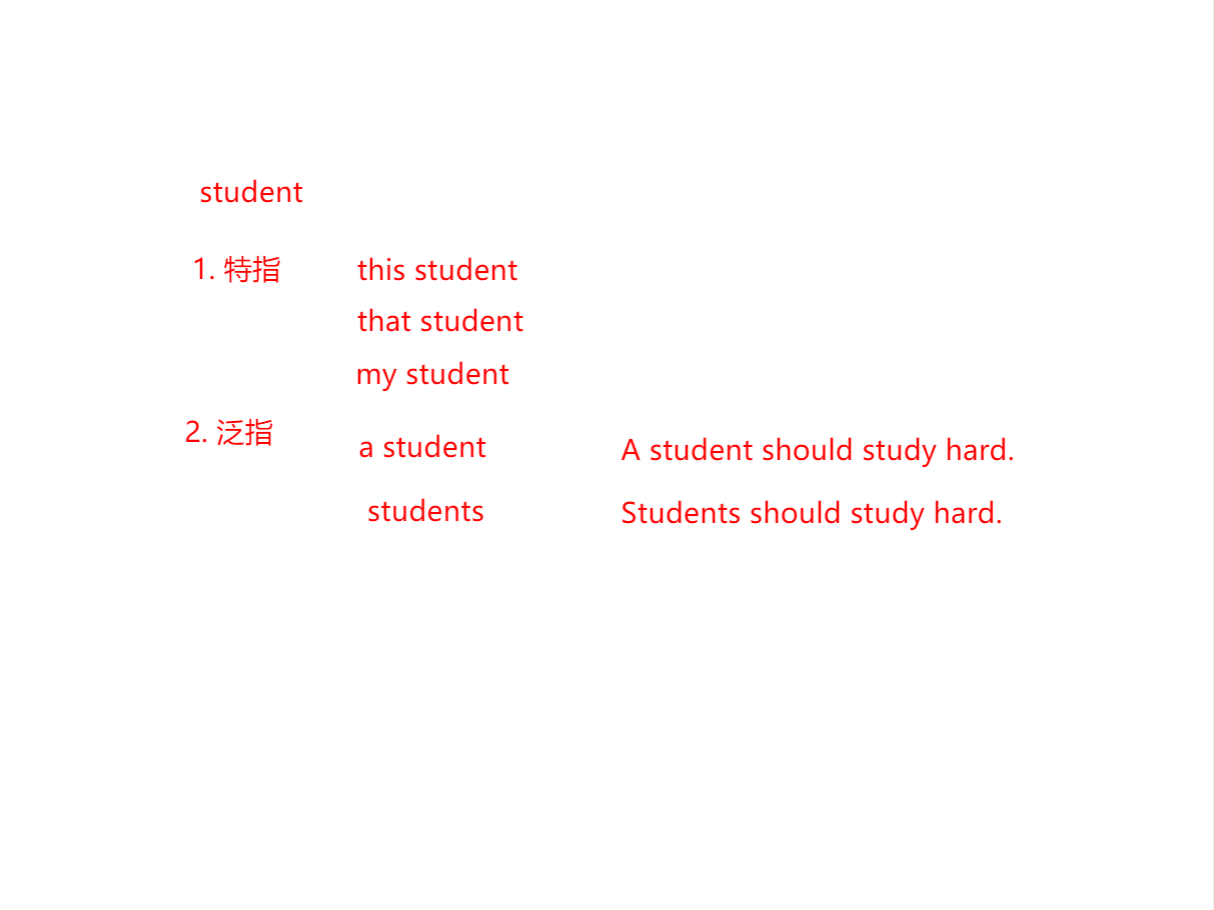 student
1. 特指 this student
that student
my student
2. 泛指 a student A student should study hard.
students Students should study hard.